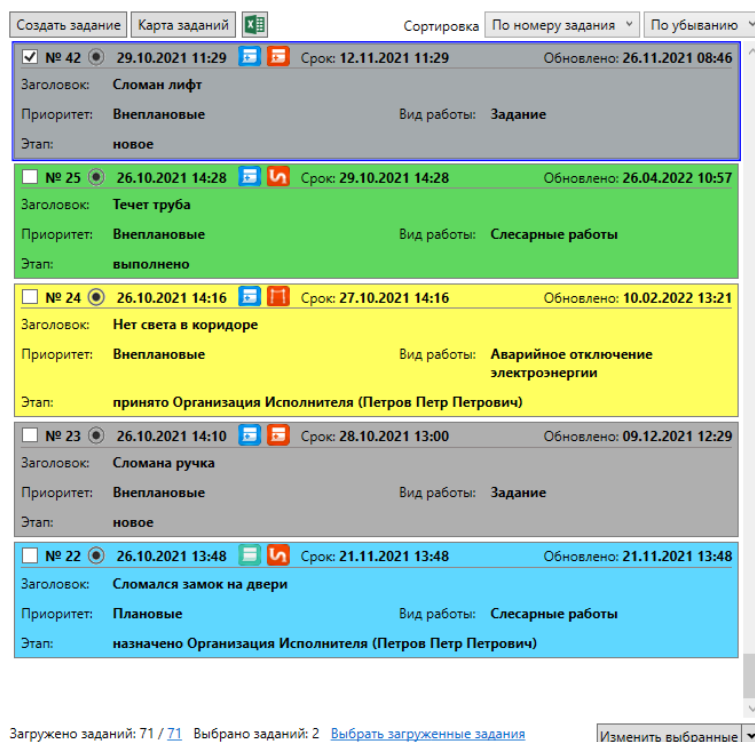 Создать задание Карта заданий Сортировка По номеру задания По убыванию
№ 42 29.10.2021 11:29 Срок: 12.11.2021 11:29 Обновлено: 26.11.2021 08:46
Заголовок: Сломан лифт
Приоритет: Внеплановые Вид работы: Задание
Этап: новое
№ 25 26.10.2021 14:28 Срок: 29.10.2021 14:28 Обновлено: 26.04.2022 10:57
Заголовок: Течет труба
Приоритет: Внеплановые Вид работы: Слесарные работы
Этап: выполнено
№ 24 26.10.2021 14:16 Срок: 27.10.2021 14:16 Обновлено: 10.02.2022 13:21
Заголовок: Нет света в коридоре
Приоритет: Внеплановые Вид работы: Аварийное отключение
электроэнергии
Этап: принято Организация Исполнителя (Петров Петр Петрович)
№ 23 26.10.2021 14:10 Срок: 28.10.2021 13:00 Обновлено: 09.12.2021 12:29
Заголовок: Сломана ручка
Приоритет: Внеплановые Вид работы: Задание
Этап: новое
№ 22 26.10.2021 13:48 Срок: 21.11.2021 13:48 Обновлено: 21.11.2021 13:48
Заголовок: Сломался замок на двери
Приоритет: Плановые Вид работы: Слесарные работы
Этап: назначено Организация Исполнителя (Петров Петр Петрович)
Загружено заданий: 71 / 71 Выбрано заданий: 2 Выбрать загруженные задания Изменить выбранные